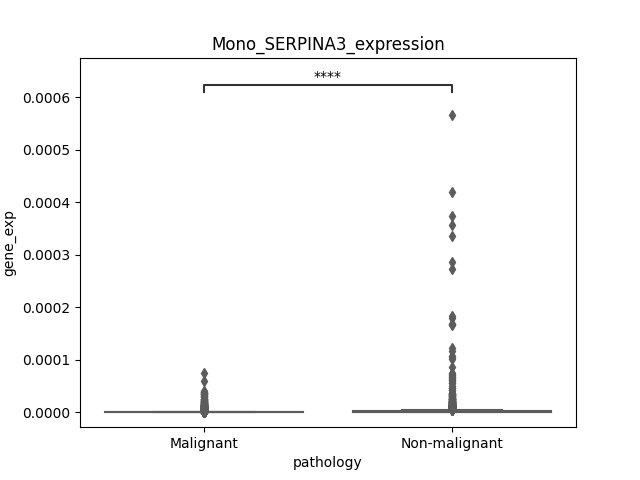 Mono_SERPINA3_expression
****
0.0006
0.0005
0.0004
0.0003
0.0002
0.0001
0.0000
gene_exp
Malignant
Non-malignant
pathology